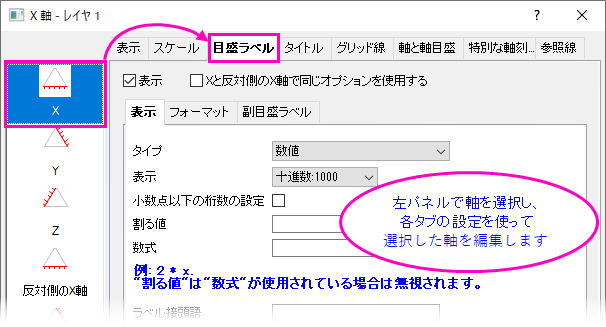 X 軸 - レイヤ 1
表示 スケール 目盛ラベル タイトル グリッド線 軸と軸目盛 特別な軸刻... 参照線
X
Y
Z
反対側のX軸
表示 Xと反対側のX軸で同じオプションを使用する
表示 フォーマット 副目盛ラベル
タイプ 数値
表示 十進数:1000
小数点以下の桁数の設定
割る値
数式
例: 2 * x.
"割る値"は"数式"が使用されている場合は無視されます。
ラベル接頭語
左パネルで軸を選択し、
各タブの設定を使って
選択した軸を編集します